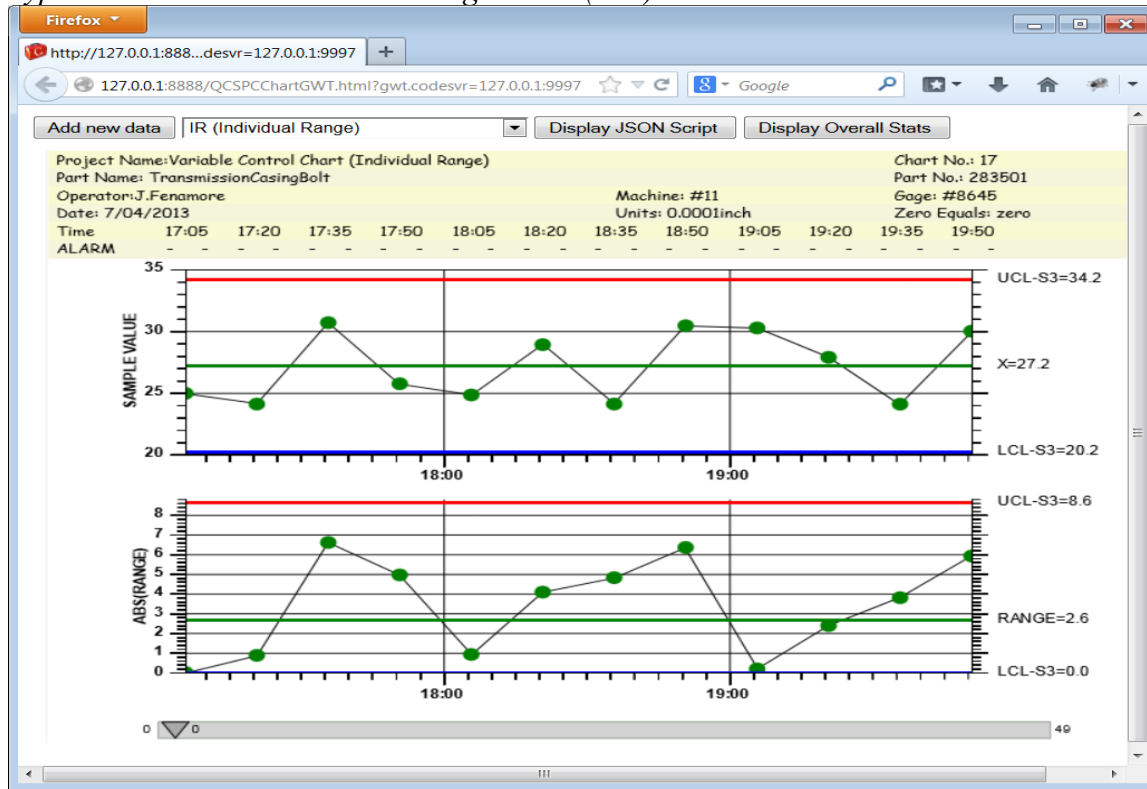 Firefox
http://127.0.0.1:888...desvr=127.0.0.1:9997
127.0.0.1:8888/QCSPCChartGWT.html?gwt.codesvr=127.0.0.1:9997 8 Google
Add new data IR (Individual Range) Display JSON Script Display Overall Stats
Project Name:Variable Control Chart (Individual Range) Chart No.: 17
Part Name: TransmissionCasingBolt Part No.: 283501
Operator:J.Fenamore Machine: #11 Gage: #8645
Date: 7/04/2013 Units: 0.0001inch Zero Equals: zero
Time 17:05 17:20 17:35 17:50 18:05 18:20 18:35 18:50 19:05 19:20 19:35 19:50
ALARM - - - - - - - - - - - - - - - - - - - - - - - -
35
UCL-S3=34.2
30
SAMPLE VALUE
X=27.2
25
20
LCL-S3=20.2
18:00 19:00
UCL-S3=8.6
8
7
6
5
ABS(RANGE)
4
3
RANGE=2.6
2
1
0
LCL-S3=0.0
18:00 19:00
0 0 49